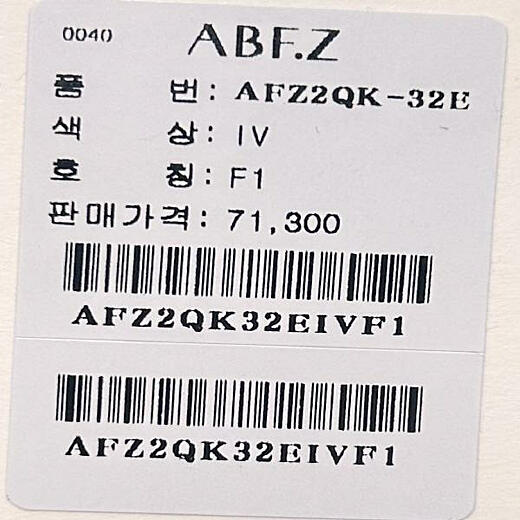 0040 ABF.Z
품 번: AFZ2QK-32E
색 상: IV
호 칭: F1
판매가격: 71,300
AFZ2QK32EIVF1
AFZ2QK32EIVF1